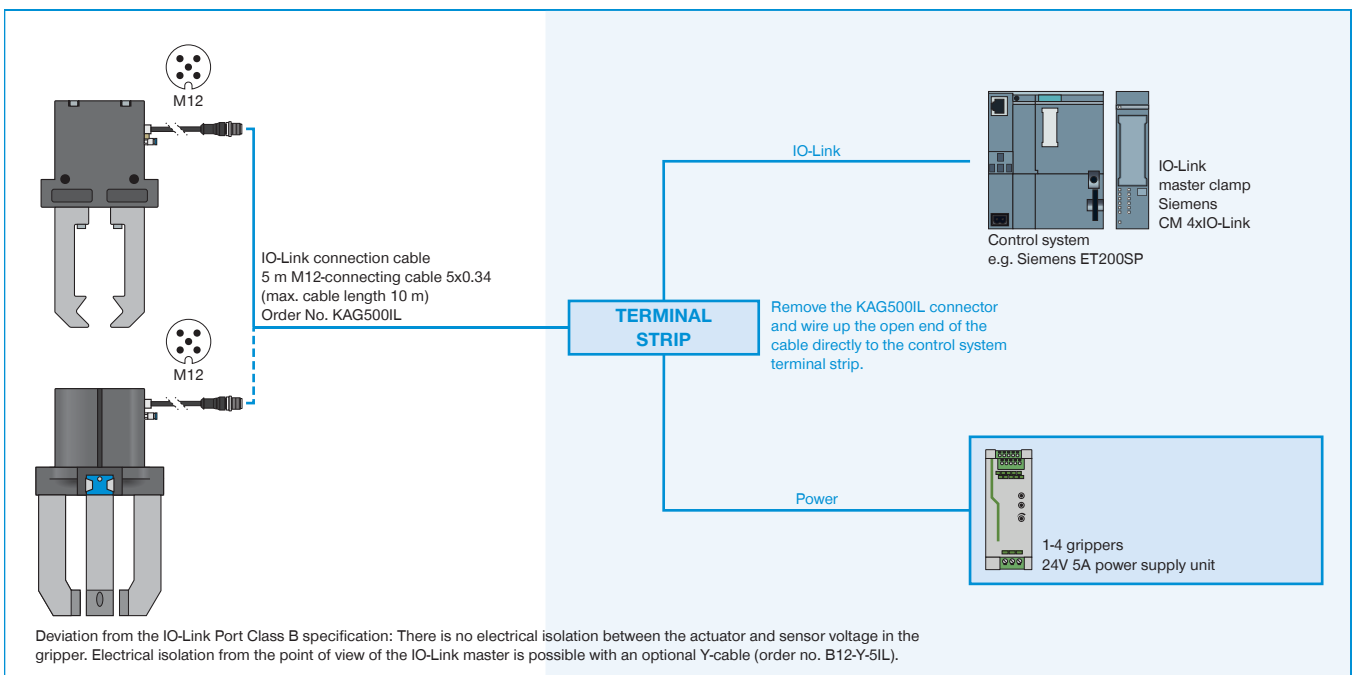 M12
IO-Link connection cable
5 m M12-connecting cable 5x0.34
(max. cable length 10 m)
Order No. KAG500IL
M12
TERMINAL
STRIP
Remove the KAG500IL connector
and wire up the open end of the
cable directly to the control system
terminal strip.
IO-Link
Control system
e.g. Siemens ET200SP
IO-Link
master clamp
Siemens
CM 4xIO-Link
Power
1-4 grippers
24V 5A power supply unit
Deviation from the IO-Link Port Class B specification: There is no electrical isolation between the actuator and sensor voltage in the
gripper. Electrical isolation from the point of view of the IO-Link master is possible with an optional Y-cable (order no. B12-Y-5IL).